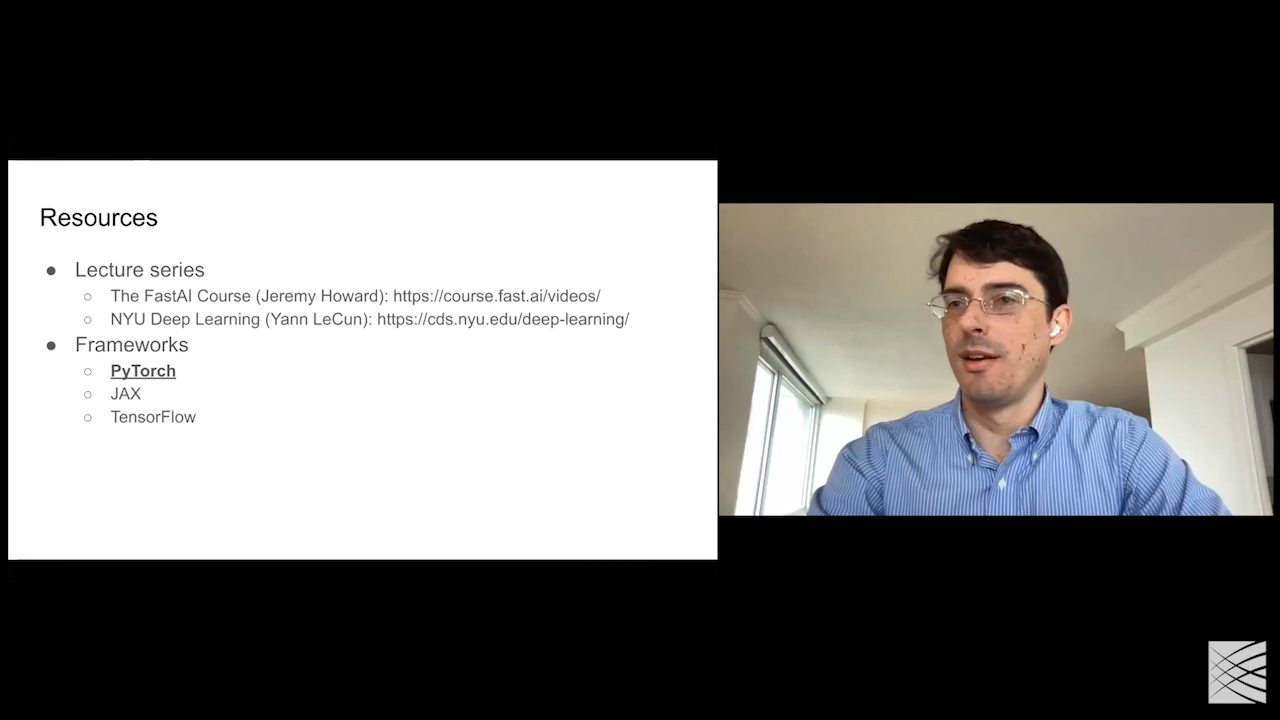 Resources
● Lecture series
○ The FastAI Course (Jeremy Howard): https://course.fast.ai/videos/
○ NYU Deep Learning (Yann LeCun): https://cds.nyu.edu/deep-learning/
● Frameworks
○ PyTorch
○ JAX
○ TensorFlow